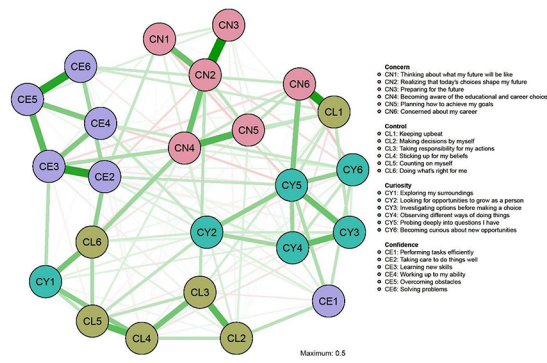 CN3
CN1
CE6
CN2
CN6
CE5
CL1
CE4
CN5
CN4
CE3
CE2
CY5
CY6
CL6
CY2
CY4
CY3
CY1
CL3
CE1
CL5
CL4
CL2
Maximum: 0.5
Concern
CN1: Thinking about what my future will be like
CN2: Realizing that today's choices shape my future
CN3: Preparing for the future
CN4: Becoming aware of the educational and career choice
CN5: Planning how to achieve my goals
CN6: Concerned about my career
Control
CL1: Keeping upbeat
CL2: Making decisions by myself
CL3: Taking responsibility for my actions
CL4: Sticking up for my beliefs
CL5: Counting on myself
CL6: Doing what's right for me
Curiosity
CY1: Exploring my surroundings
CY2: Looking for opportunities to grow as a person
CY3: Investigating options before making a choice
CY4: Observing different ways of doing things
CY5: Probing deeply into questions I have
CY6: Becoming curious about new opportunities
Confidence
CE1: Performing tasks efficiently
CE2: Taking care to do things well
CE3: Learning new skills
CE4: Working up to my ability
CE5: Overcoming obstacles
CE6: Solving problems